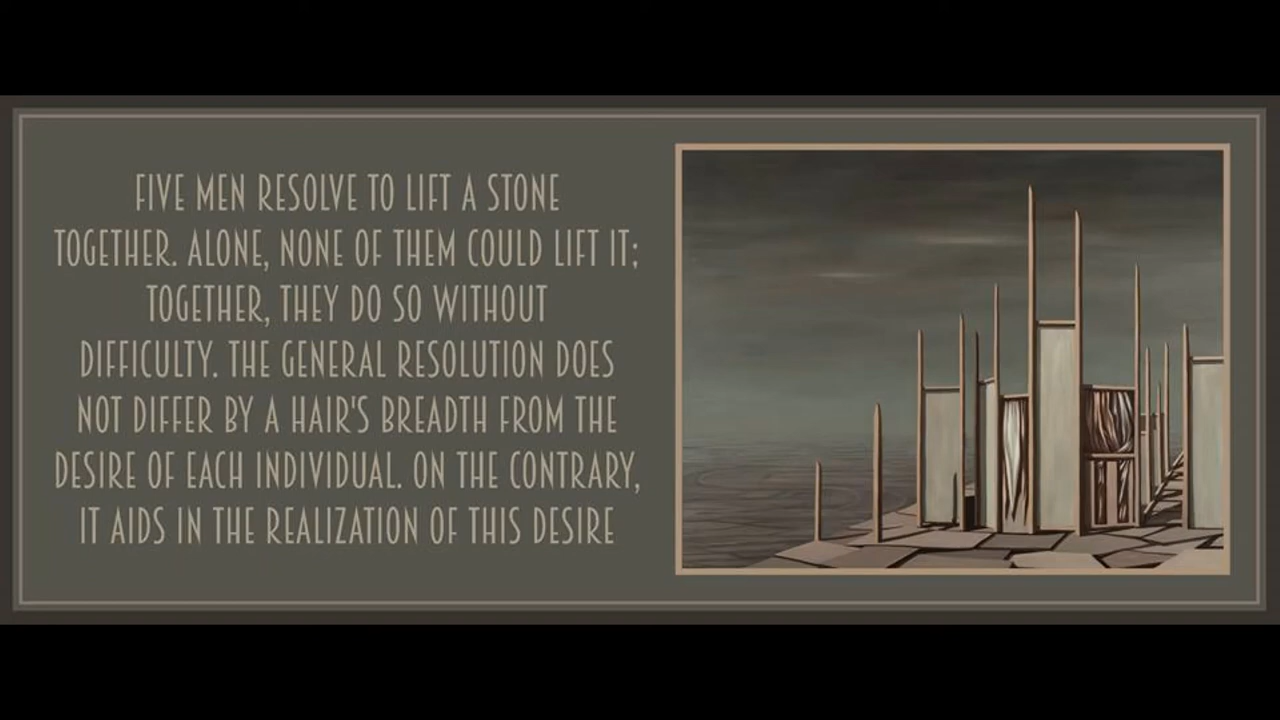 FIVE MEN RESOLVE TO LIFT A STONE
TOGETHER. ALONE, NONE OF THEM COULD LIFT IT;
TOGETHER, THEY DO SO WITHOUT
DIFFICULTY. THE GENERAL RESOLUTION DOES
NOT DIFFER BY A HAIR'S BREADTH FROM THE
DESIRE OF EACH INDIVIDUAL. ON THE CONTRARY,
IT AIDS IN THE REALIZATION OF THIS DESIRE